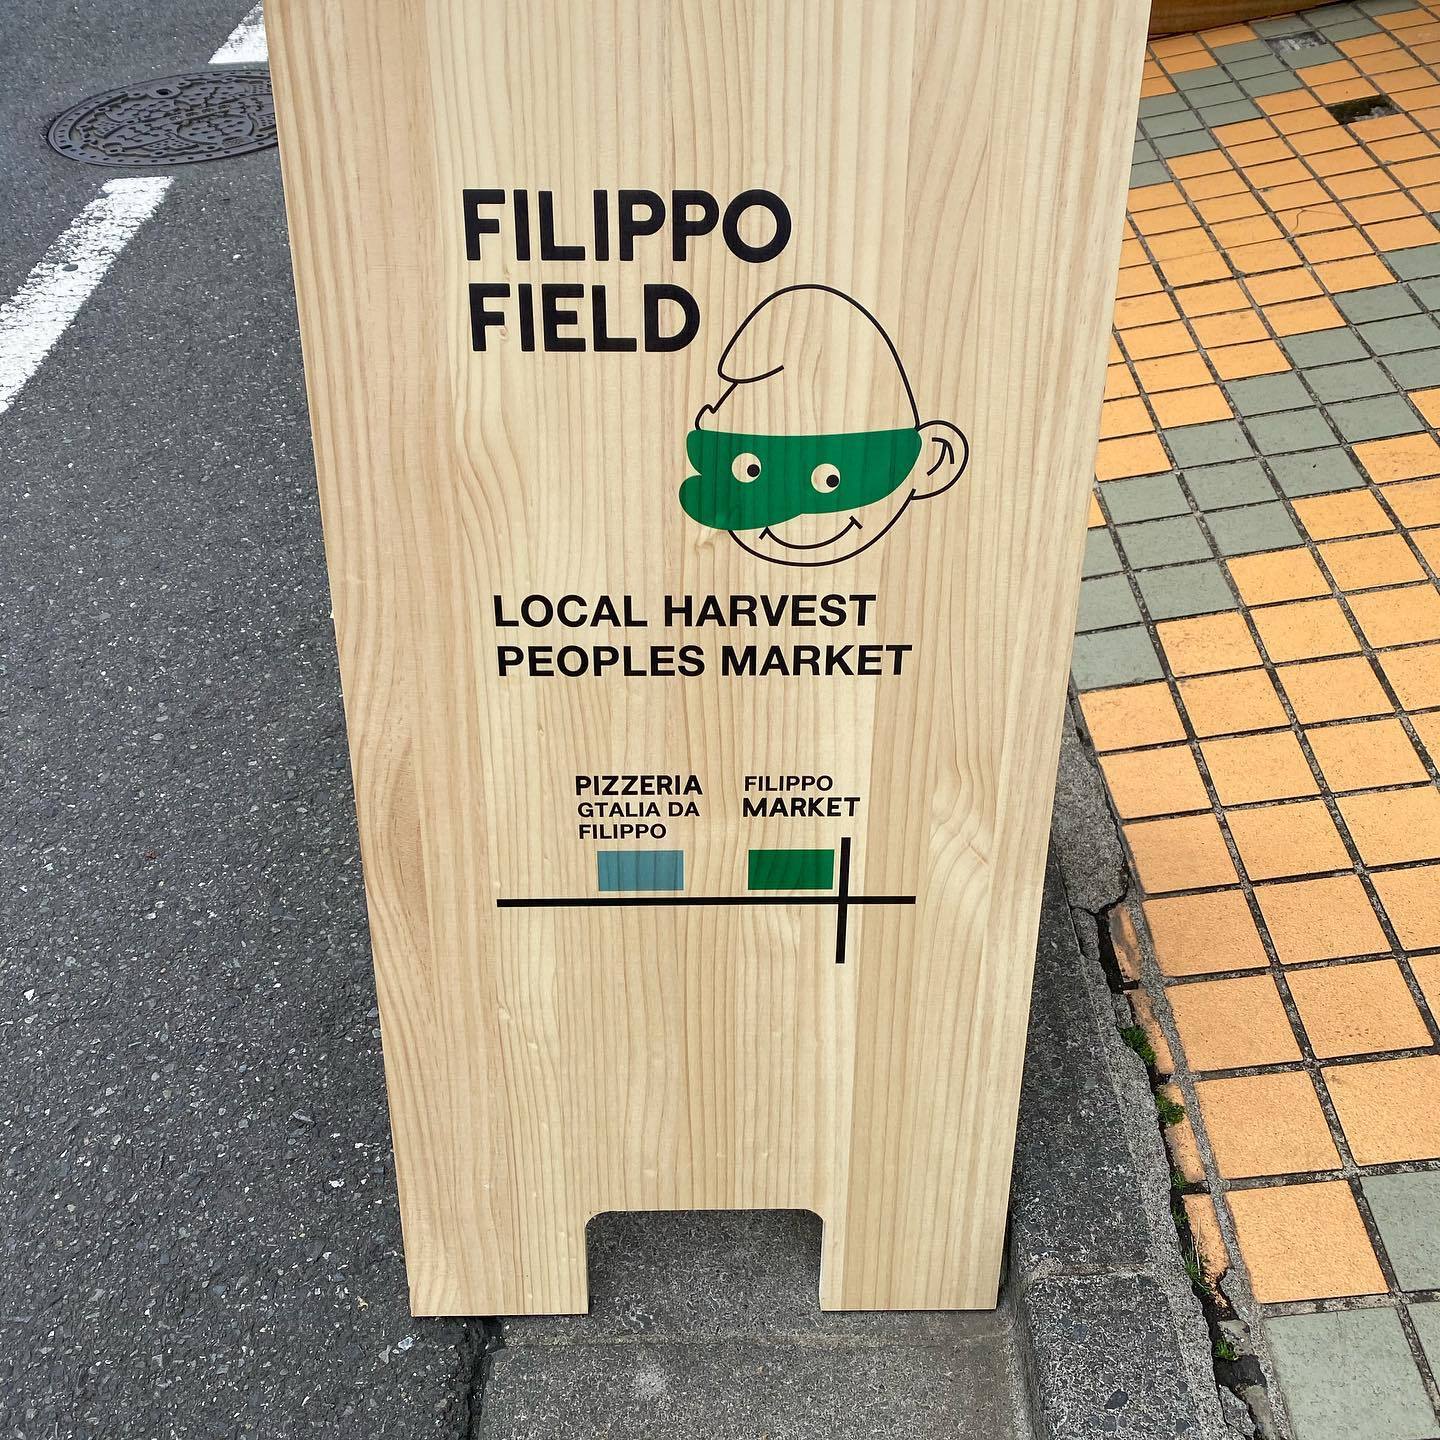 FILIPPO
FIELD
LOCAL HARVEST
PEOPLES MARKET
PIZZERIA
GTALIA DA
FILIPPO
FILIPPO
MARKET